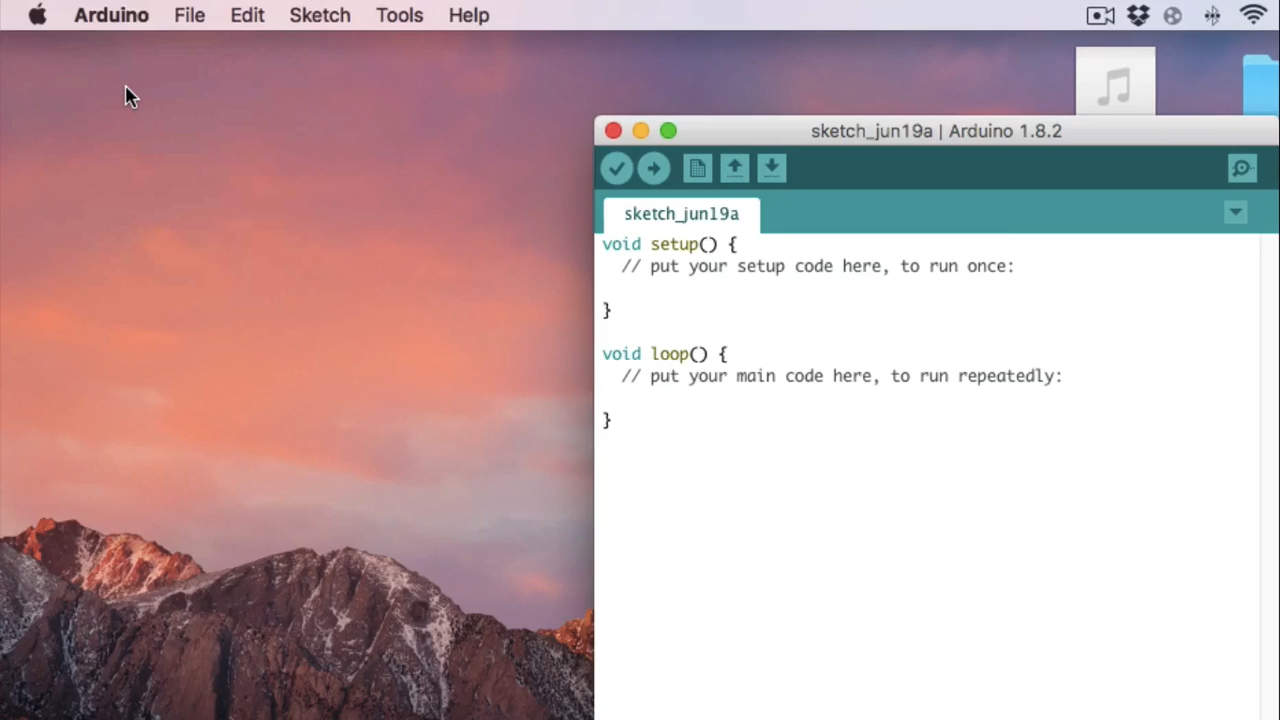 Arduino File Edit Sketch Tools Help
sketch_jun19a | Arduino 1.8.2
sketch_jun19a
void setup() {
  // put your setup code here, to run once:
}
void loop() {
  // put your main code here, to run repeatedly:
}